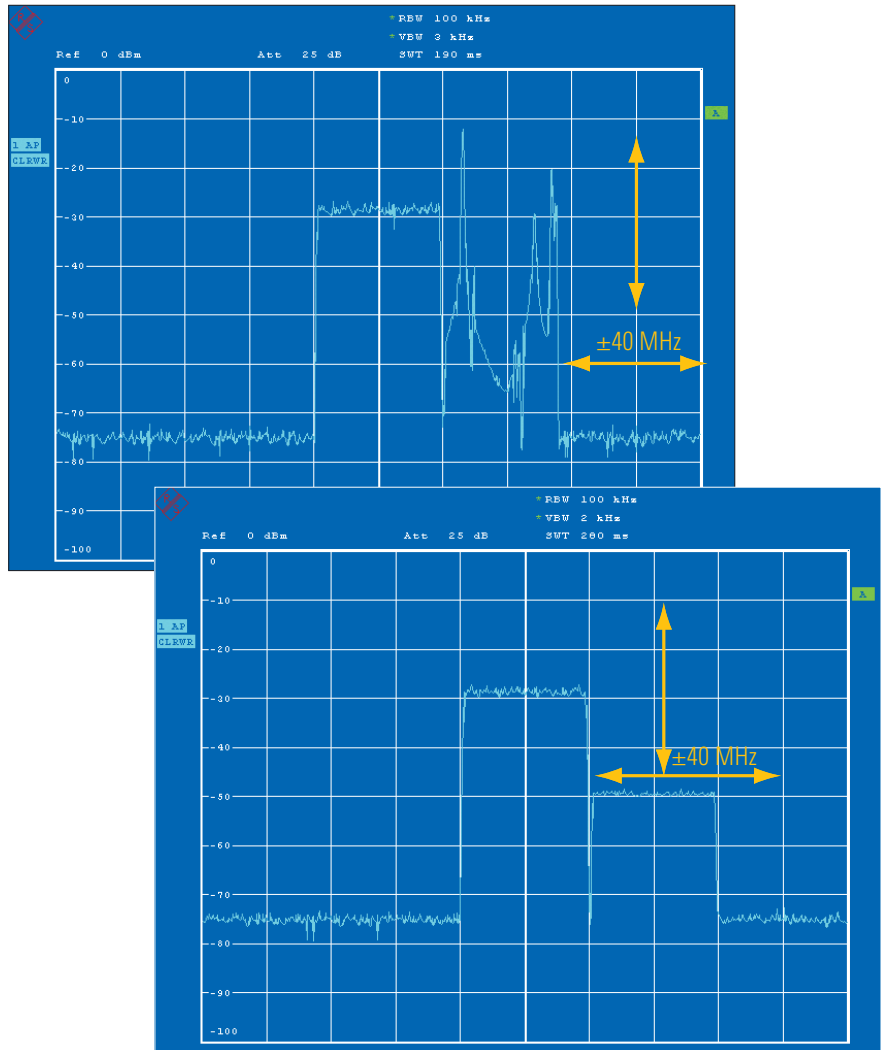 * RBW 100 kHz
* VBW 3 kHz
Ref 0 dBm Att 25 dB SWT 190 ms
0
A
-10
1 AP
CLRWR
-20
-30
-40
-50
±40 MHz
-60
-70
-80
-90
-100
* RBW 100 kHz
* VBW 2 kHz
Ref 0 dBm Att 25 dB SWT 280 ms
0
A
-10
1 AP
CLRWR
-20
-30
-40
±40 MHz
-50
-60
-70
-80
-90
-100